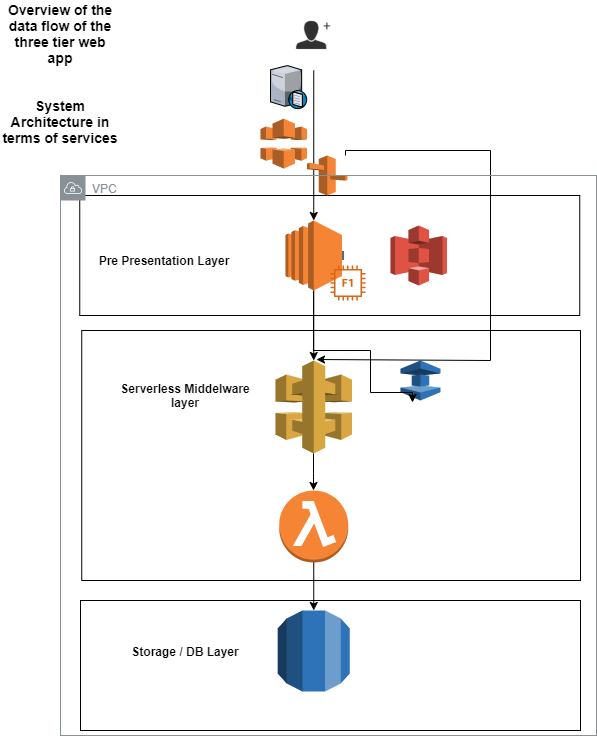 Overview of the
data flow of the
three tier web
app
System
Architecture in
terms of services
VPC
Pre Presentation Layer
F1
Serverless Middelware
layer
Storage / DB Layer